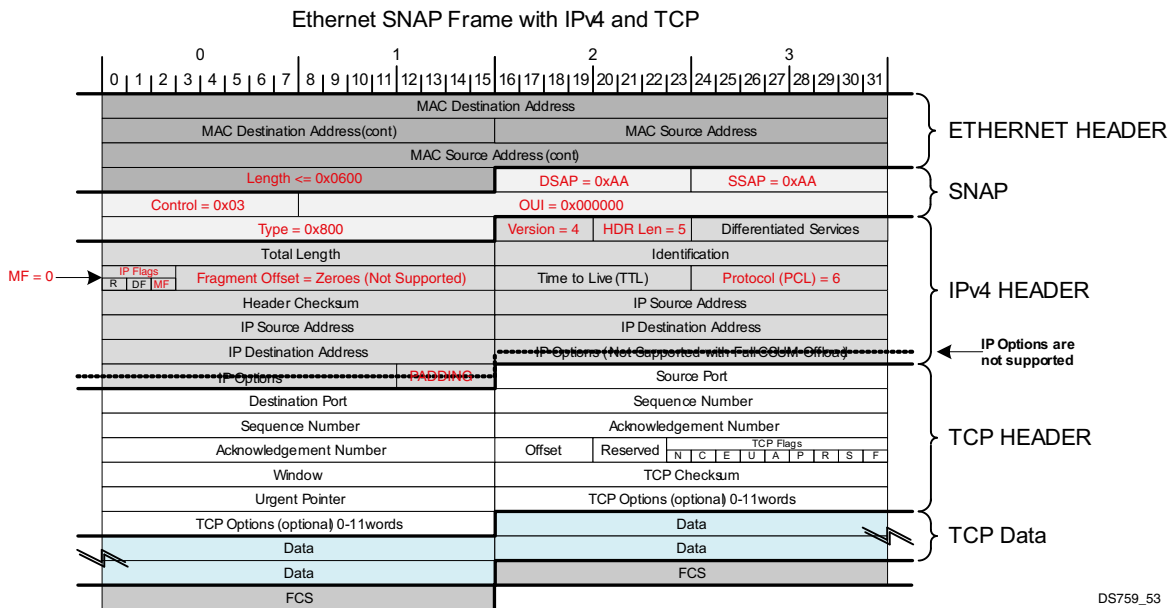 Ethernet SNAP Frame with IPv4 and TCP
0 1 2 3
0 1 2 3 4 5 6 7 8 9 10 11 12 13 14 15 16 17 18 19 20 21 22 23 24 25 26 27 28 29 30 31
MAC Destination Address
MAC Destination Address(cont) MAC Source Address
ETHERNET HEADER
MAC Source Address (cont)
Length <= 0x0600 DSAP = 0xAA SSAP = 0xAA
SNAP
Control = 0x03 OUI = 0x000000
Type = 0x800 Version = 4 HDR Len = 5 Differentiated Services
Total Length Identification
MF = 0 IP Flags Fragment Offset = Zeroes (Not Supported) Time to Live (TTL) Protocol (PCL) = 6
R DF MF
IPv4 HEADER
Header Checksum IP Source Address
IP Source Address IP Destination Address
IP Destination Address IP Options (Not Supported with Full CSUM Offload)
IP Options are
not supported
IP Options PADDING Source Port
Destination Port Sequence Number
Sequence Number Acknowledgement Number
TCP HEADER
Acknowledgement Number Offset Reserved TCP Flags
N C E U A P R S F
Window TCP Checksum
Urgent Pointer TCP Options (optional) 0-11words
TCP Options (optional) 0-11words Data
TCP Data
Data Data
Data FCS
FCS
DS759_53